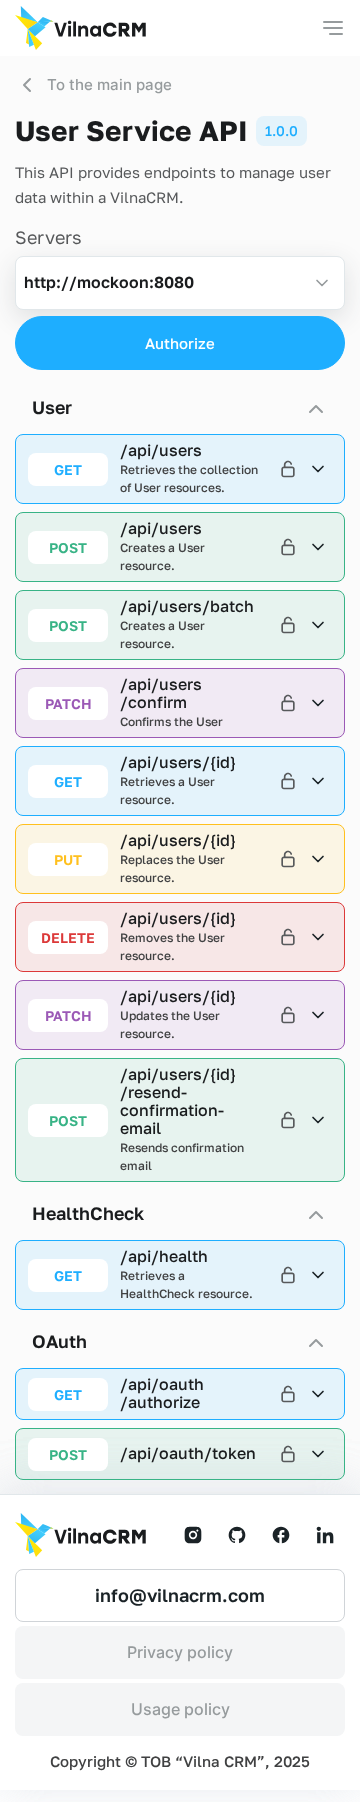 VilnaCRM
To the main page
User Service API 1.0.0
This API provides endpoints to manage user
data within a VilnaCRM.
Servers
http://mockoon:8080
Authorize
User
GET
/api/users
Retrieves the collection
of User resources.
POST
/api/users
Creates a User
resource.
POST
/api/users/batch
Creates a User
resource.
PATCH
/api/users
/confirm
Confirms the User
GET
/api/users/{id}
Retrieves a User
resource.
PUT
/api/users/{id}
Replaces the User
resource.
DELETE
/api/users/{id}
Removes the User
resource.
PATCH
/api/users/{id}
Updates the User
resource.
POST
/api/users/{id}
/resend-
confirmation-
email
Resends confirmation
email
HealthCheck
GET
/api/health
Retrieves a
HealthCheck resource.
OAuth
GET
/api/oauth
/authorize
POST
/api/oauth/token
VilnaCRM
info@vilnacrm.com
Privacy policy
Usage policy
Copyright © ТОВ “Vilna CRM”, 2025